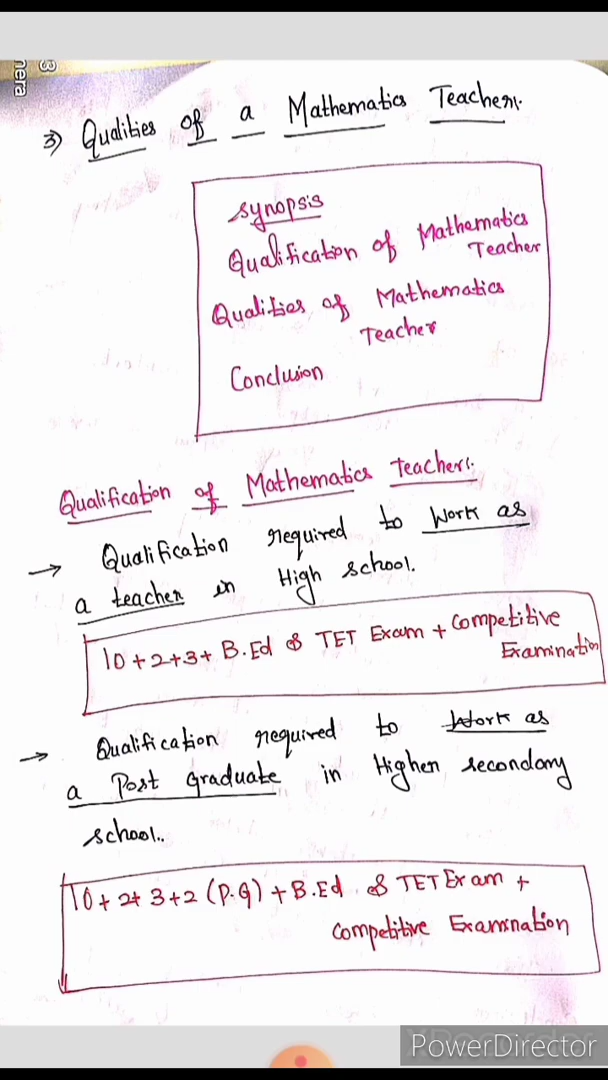 3
nera
3) Qualities of a Mathematics Teacher:
Synopsis
Qualification of Mathematics
Teacher
Qualities of Mathematics
Teacher
Conclusion
Qualification of Mathematics teacher:
→ Qualification required to work as
a teacher in High school.
10+2+3+ B.Ed & TET Exam + Competitive
Examination
→ Qualification required to work as
a Post graduate in Higher secondary
school..
10+2+3+2 (P.G) + B.Ed & TET Exam +
competitive Examination
PowerDirector